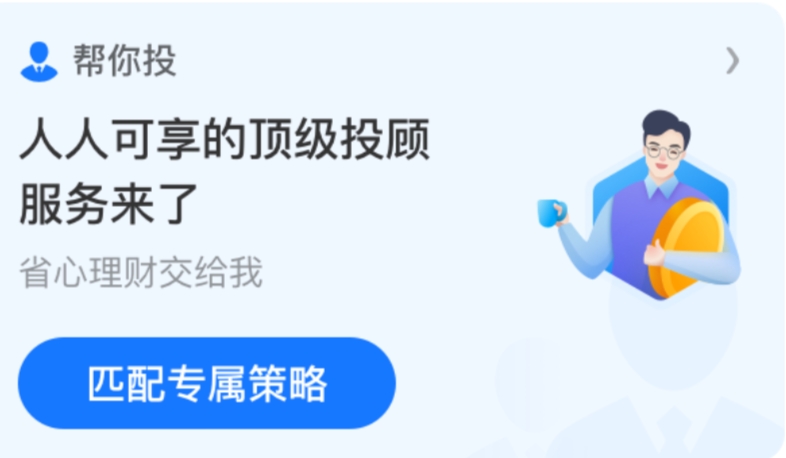 帮你投
人人可享的顶级投顾
服务来了
省心理财交给我
匹配专属策略